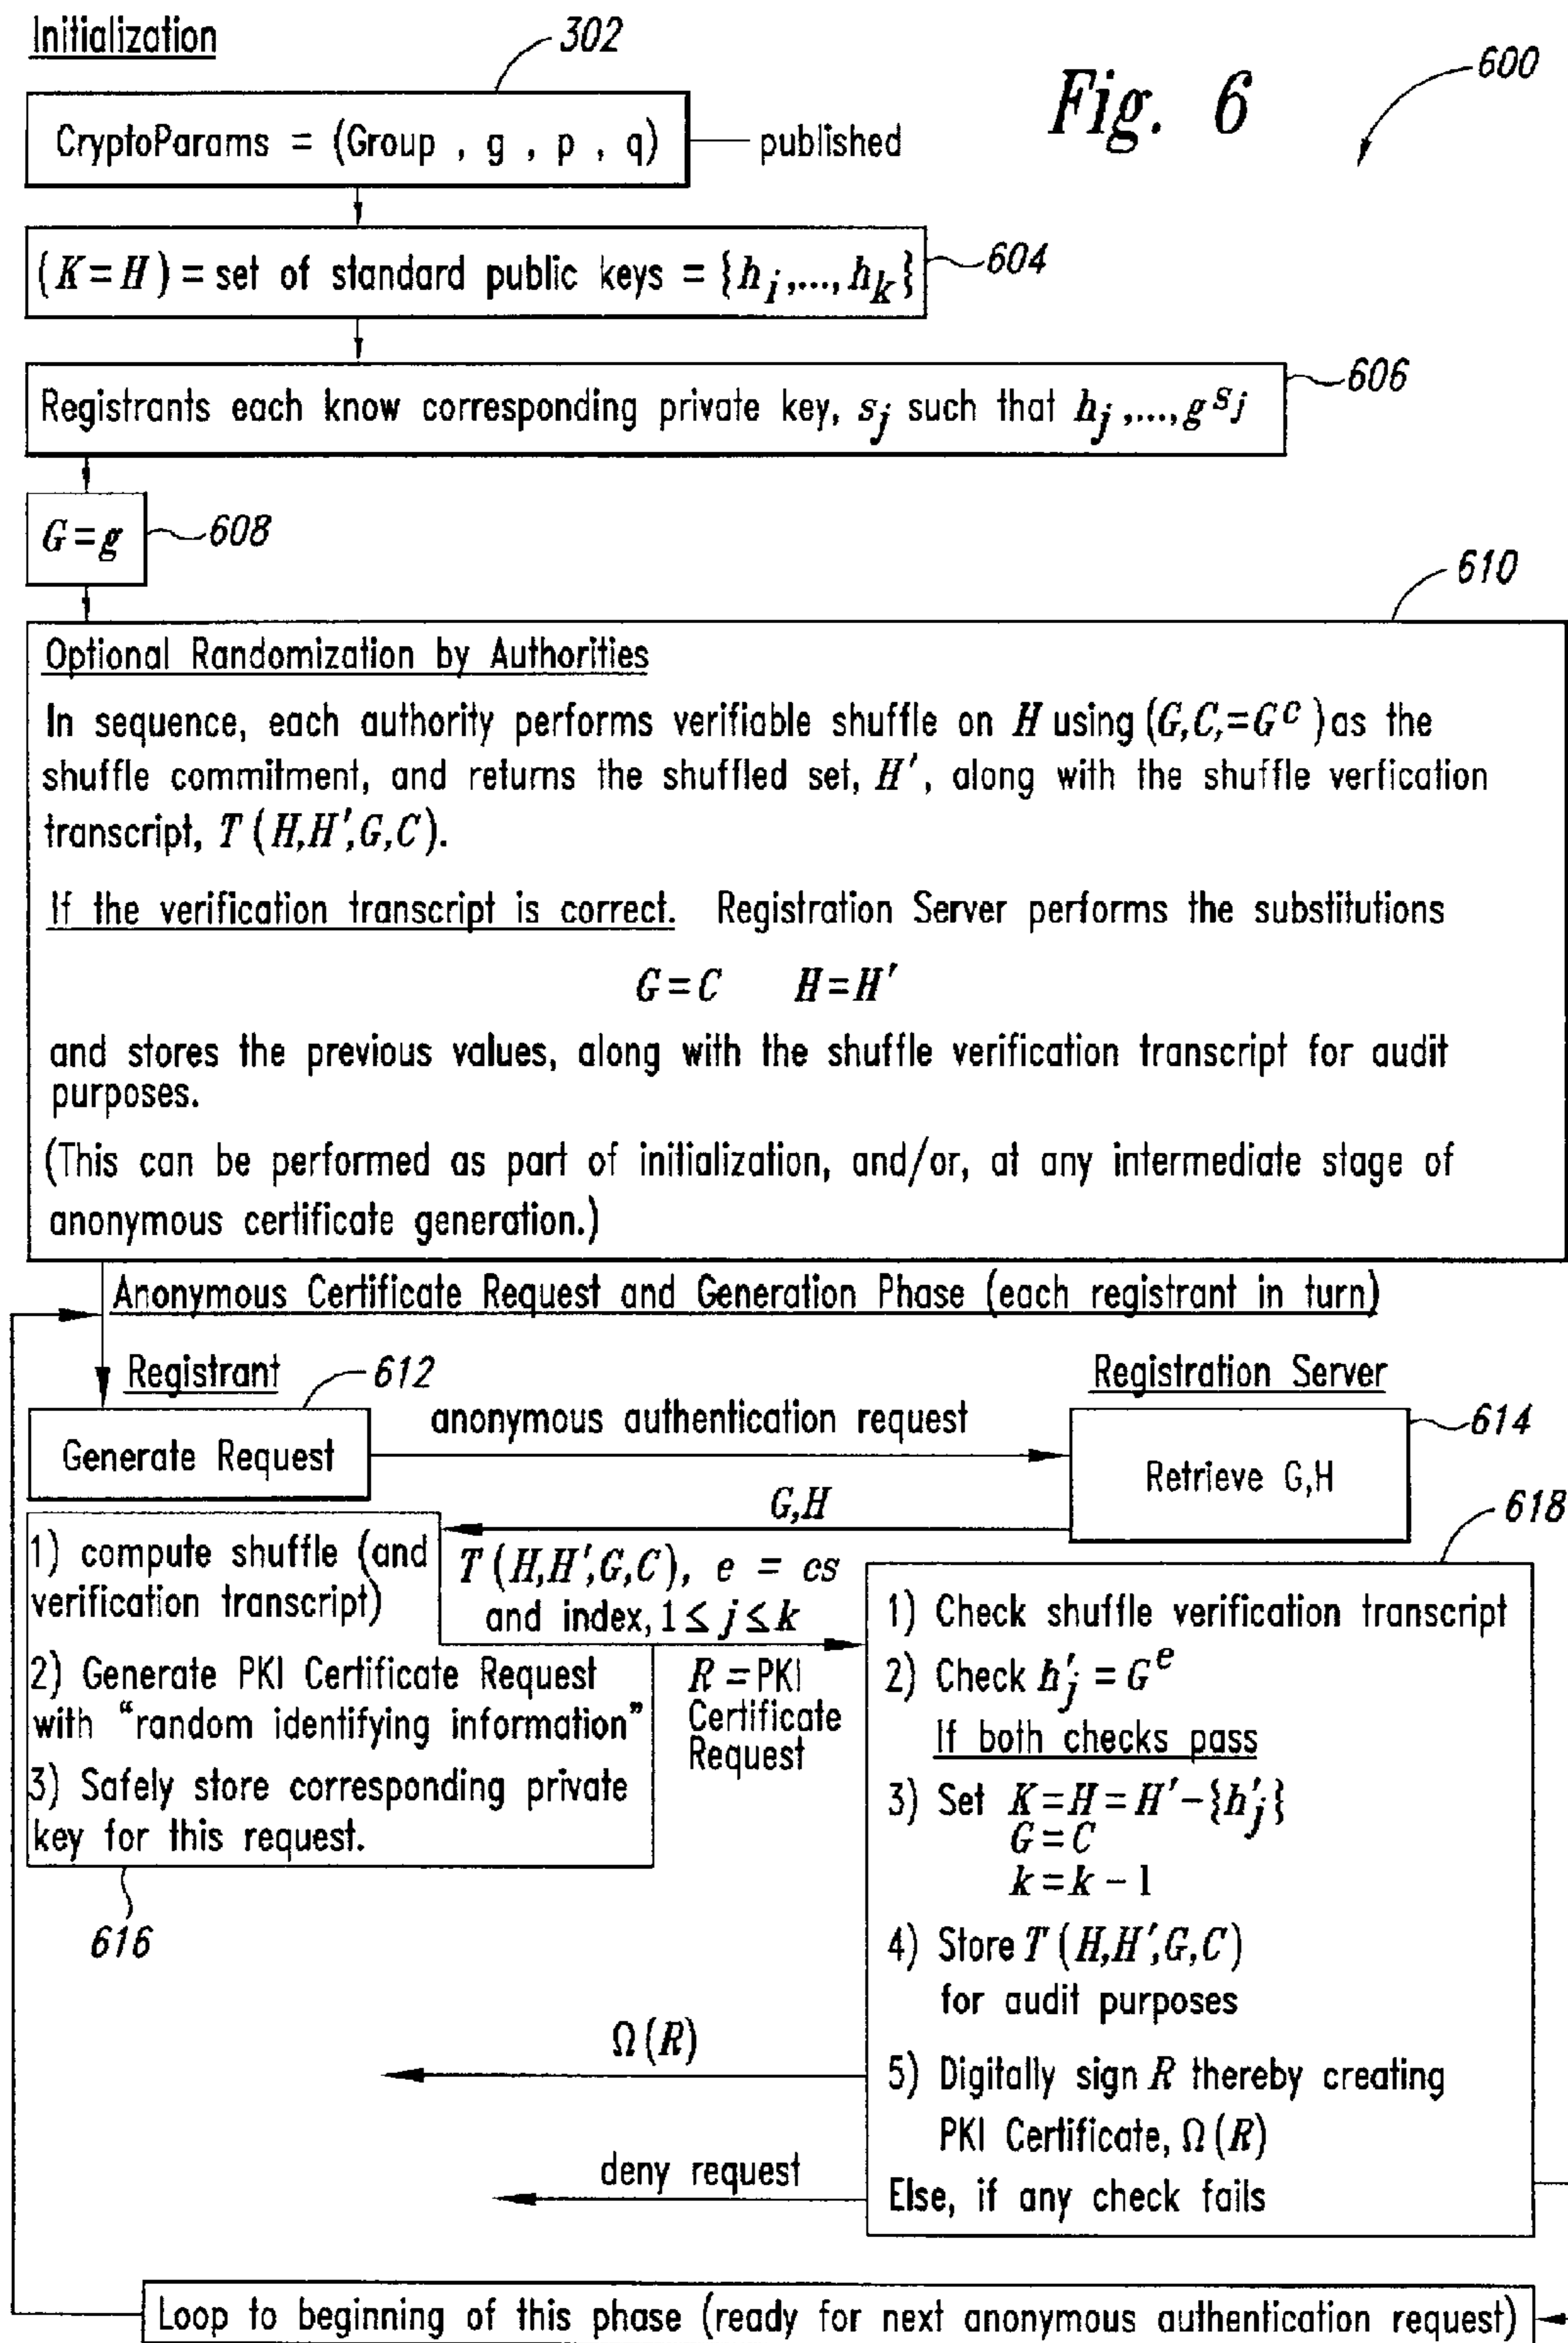 Initialization
302
Fig. 6
600
CryptoParams = (Group , g , p , q)
published
(K=H) = set of standard public keys = {h_i,..., h_k}
604
606
Registrants each know corresponding private key, s_j such that h_j,...,g^s_j
G=g
608
610
Optional Randomization by Authorities
In sequence, each authority performs verifiable shuffle on H using (G,C,=G^c) as the
shuffle commitment, and returns the shuffled set, H', along with the shuffle verfication
transcript, T(H,H',G,C).
If the verification transcript is correct. Registration Server performs the substitutions
G=C H=H'
and stores the previous values, along with the shuffle verification transcript for audit
purposes.
(This can be performed as part of initialization, and/or, at any intermediate stage of
anonymous certificate generation.)
Anonymous Certificate Request and Generation Phase (each registrant in turn)
Registrant
612
Registration Server
614
Generate Request
anonymous authentication request
Retrieve G,H
G,H
618
1) compute shuffle (and
verification transcript)
2) Generate PKI Certificate Request
with "random identifying information"
3) Safely store corresponding private
key for this request.
616
T(H,H',G,C), e = cs
and index, 1≤j≤k
R=PKI
Certificate
Request
1) Check shuffle verification transcript
2) Check h'_j = G^e
If both checks pass
3) Set K=H=H'-{h'_j}
G=C
k=k-1
4) Store T(H,H',G,C)
for audit purposes
5) Digitally sign R thereby creating
PKI Certificate, Ω(R)
Else, if any check fails
Ω(R)
deny request
Loop to beginning of this phase (ready for next anonymous authentication request)